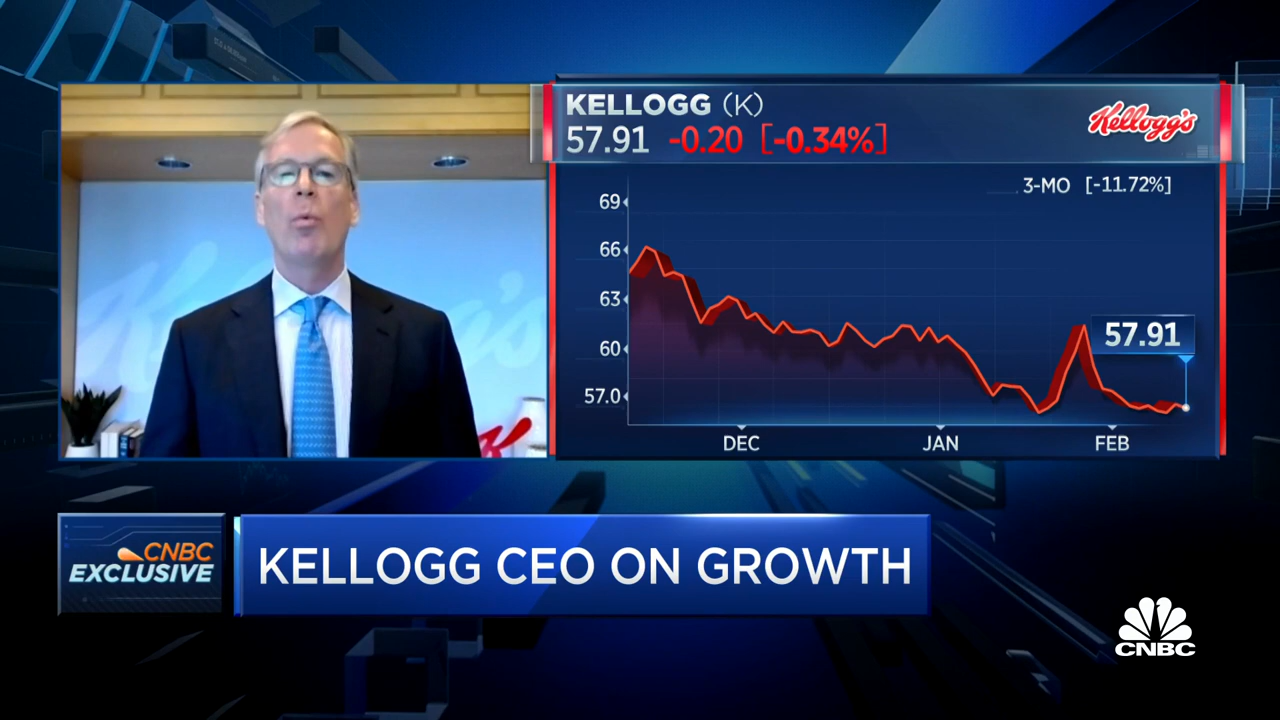 KELLOGG (K)
57.91 -0.20 [-0.34%]
Kellogg's
3-MO [-11.72%]
69
66
63
60
57.0
57.91
DEC JAN FEB
Kellogg's
K
CNBC
EXCLUSIVE
KELLOGG CEO ON GROWTH
CNBC